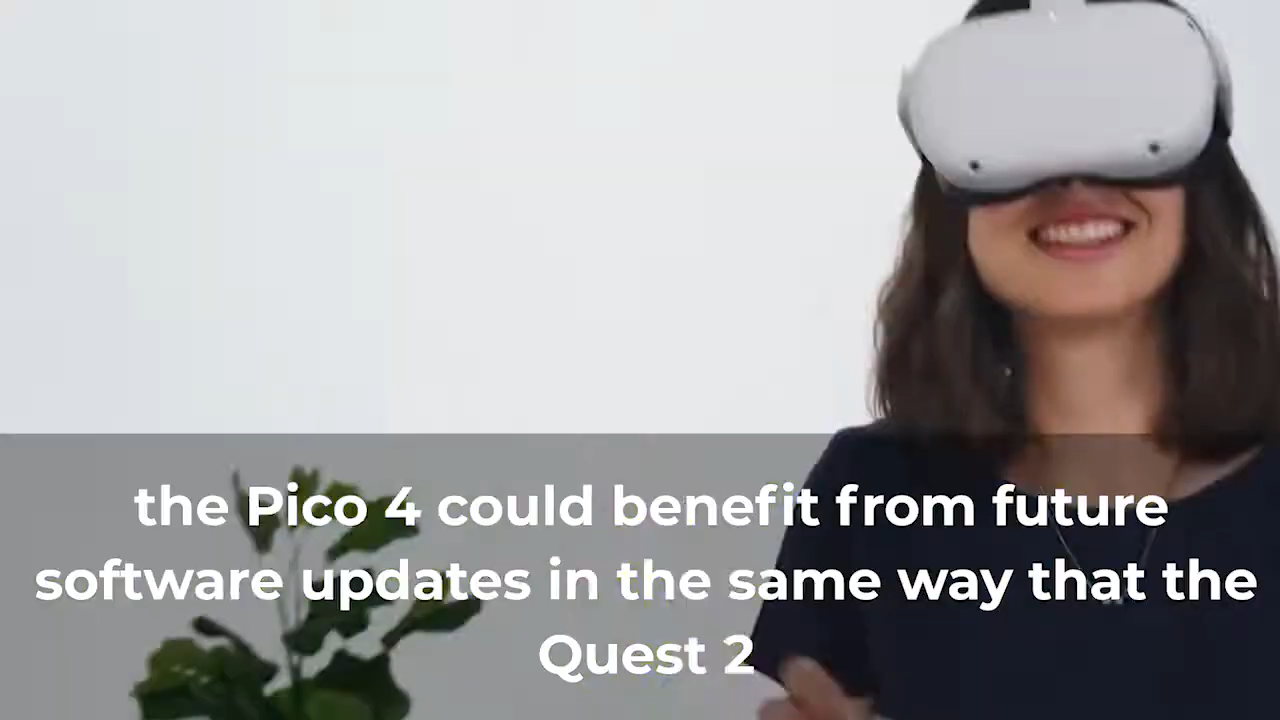 the Pico 4 could benefit from future
software updates in the same way that the
Quest 2